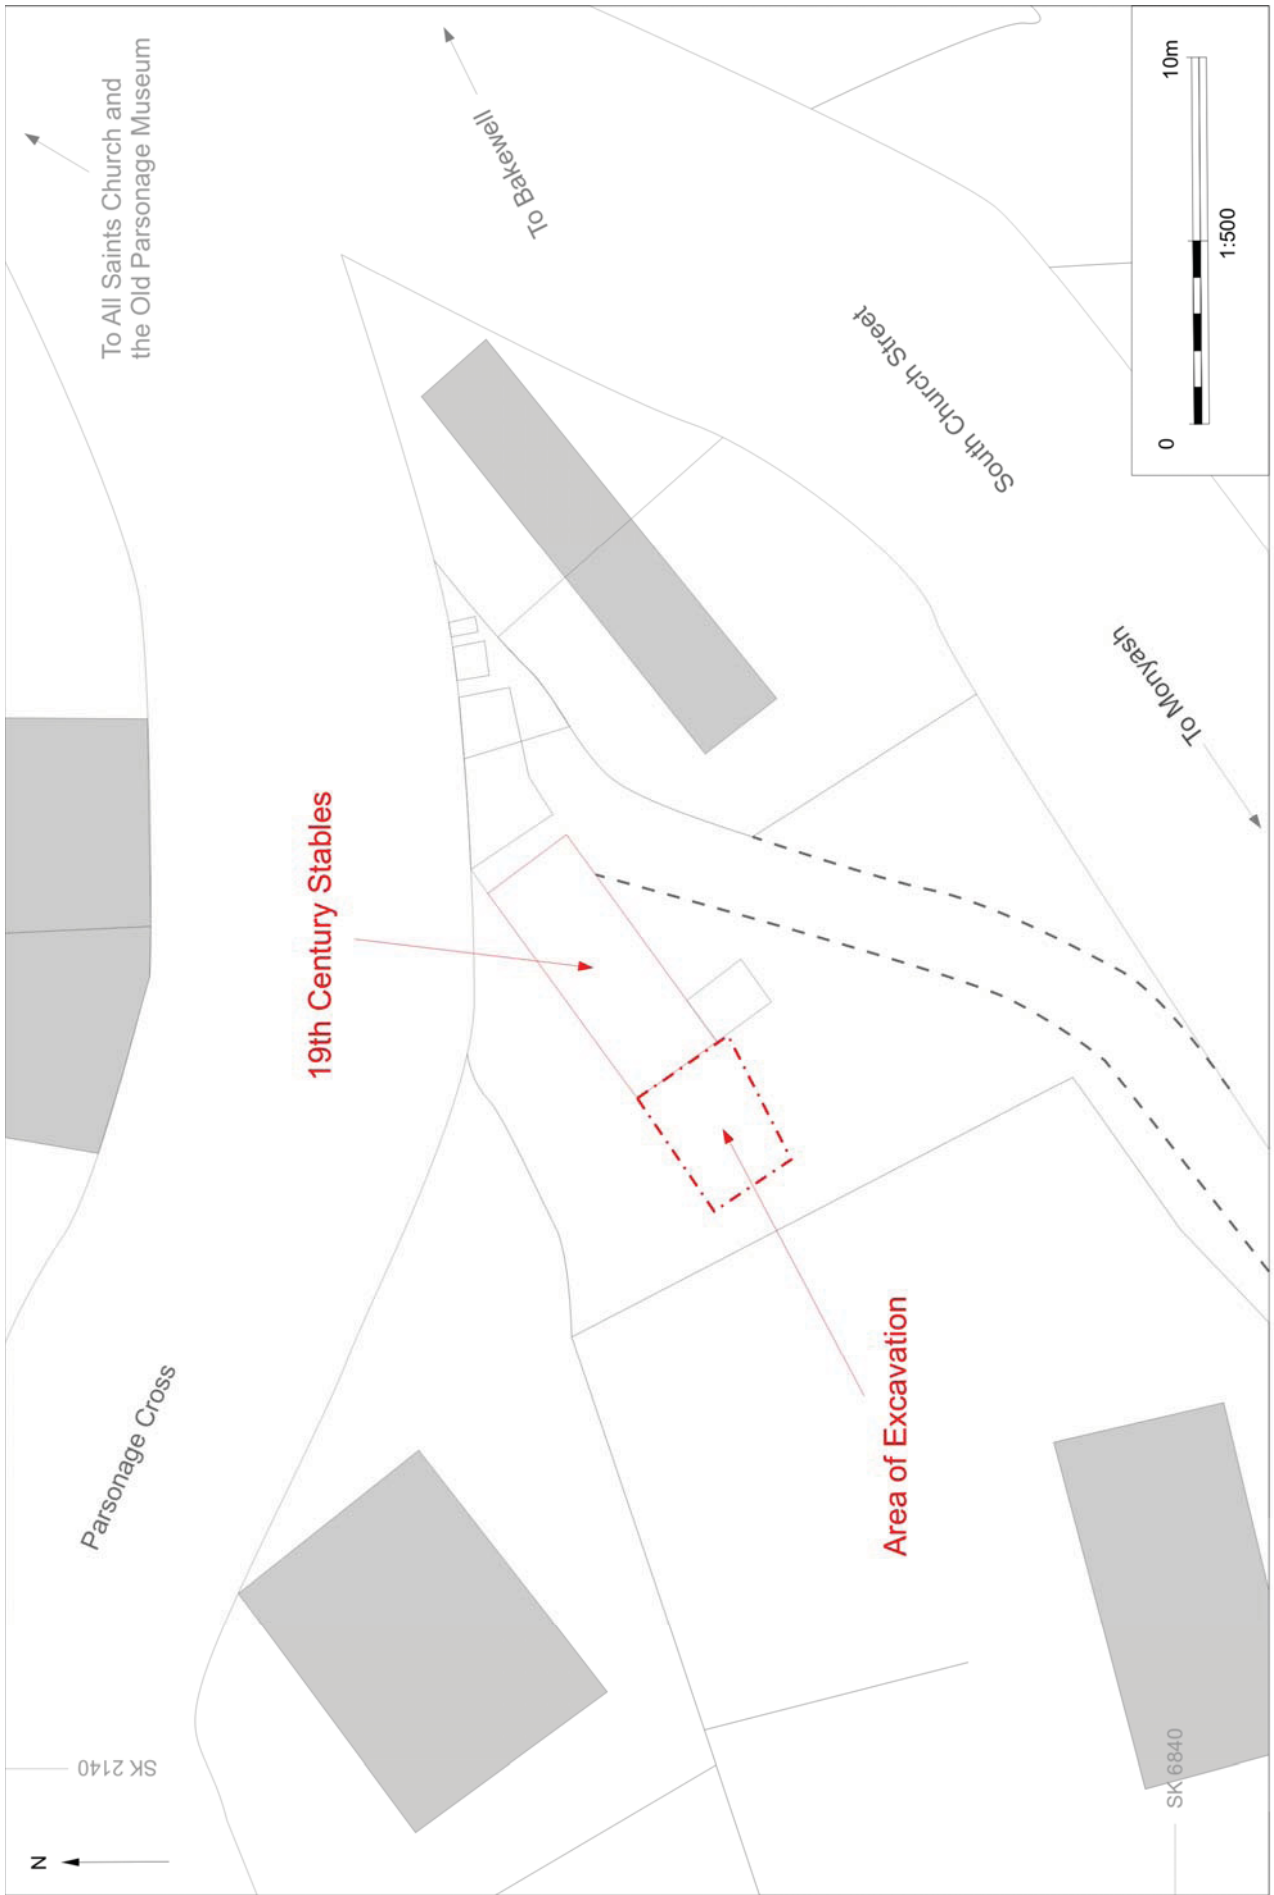 To All Saints Church and
the Old Parsonage Museum
To Bakewell
10m
1:500
0
South Church Street
To Monyash
19th Century Stables
Area of Excavation
Parsonage Cross
SK 2140
SK 6840
N